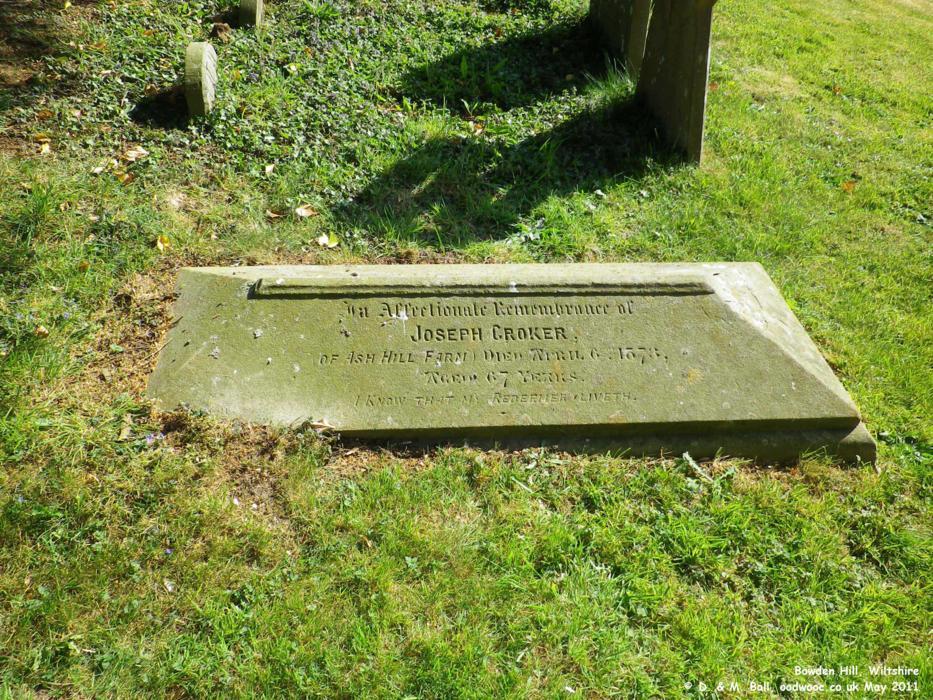 In Affectionate Remembrance of
JOSEPH CROKER,
OF ASH HILL FARM DIED APRIL 6TH 1878,
AGED 67 YEARS.
I KNOW THAT MY REDEEMER LIVETH.
Bowden Hill, Wiltshire
© D. & M. Ball, oodwooc.co.uk May 2011